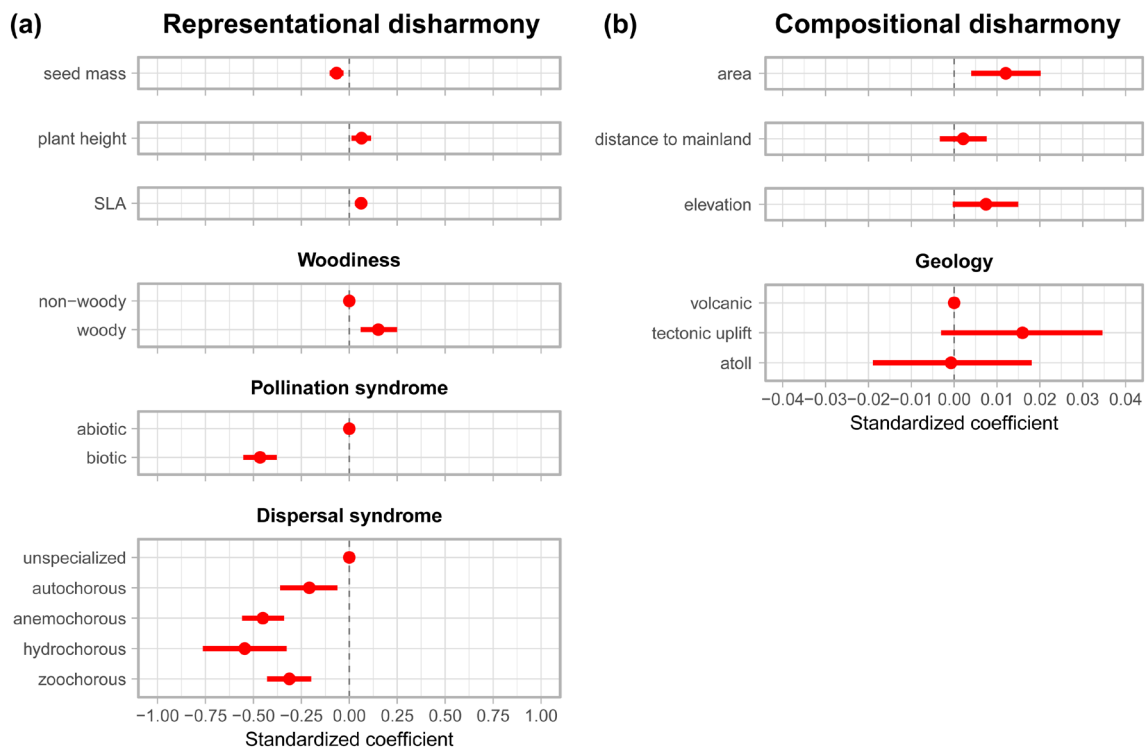 (a) Representational disharmony
seed mass
plant height
SLA
Woodiness
non−woody
woody
Pollination syndrome
abiotic
biotic
Dispersal syndrome
unspecialized
autochorous
anemochorous
hydrochorous
zoochorous
−1.00 −0.75 −0.50 −0.25 0.00 0.25 0.50 0.75 1.00
Standardized coefficient
(b) Compositional disharmony
area
distance to mainland
elevation
Geology
volcanic
tectonic uplift
atoll
−0.04 −0.03 −0.02 −0.01 0.00 0.01 0.02 0.03 0.04
Standardized coefficient